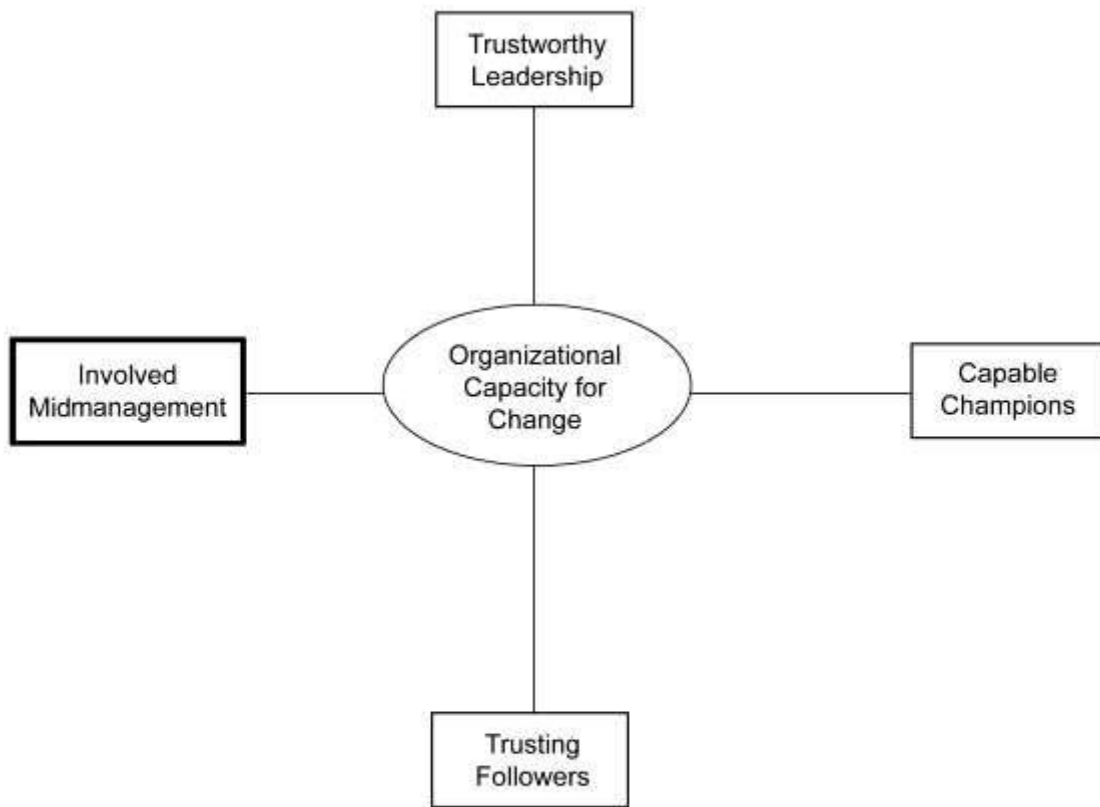 Trustworthy
Leadership
Organizational
Capacity for
Change
Involved
Midmanagement
Capable
Champions
Trusting
Followers